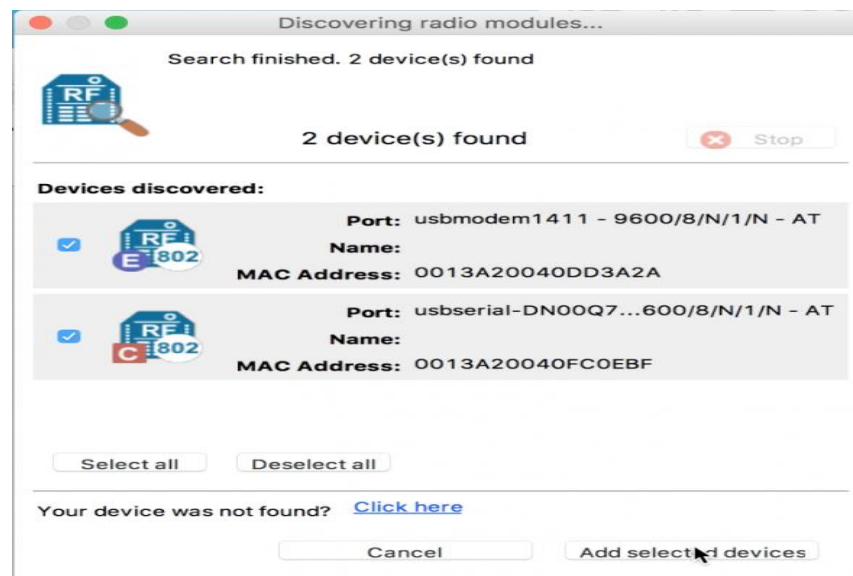 Discovering radio modules...
Search finished. 2 device(s) found
RF
2 device(s) found
Stop
Devices discovered:
Port: usbmodem1411 - 9600/8/N/1/N - AT
RF
E 802
Name:
MAC Address: 0013A20040DD3A2A
Port: usbserial-DN00Q7...600/8/N/1/N - AT
RF
C 802
Name:
MAC Address: 0013A20040FC0EBF
Select all
Deselect all
Your device was not found? Click here
Cancel
Add selected devices